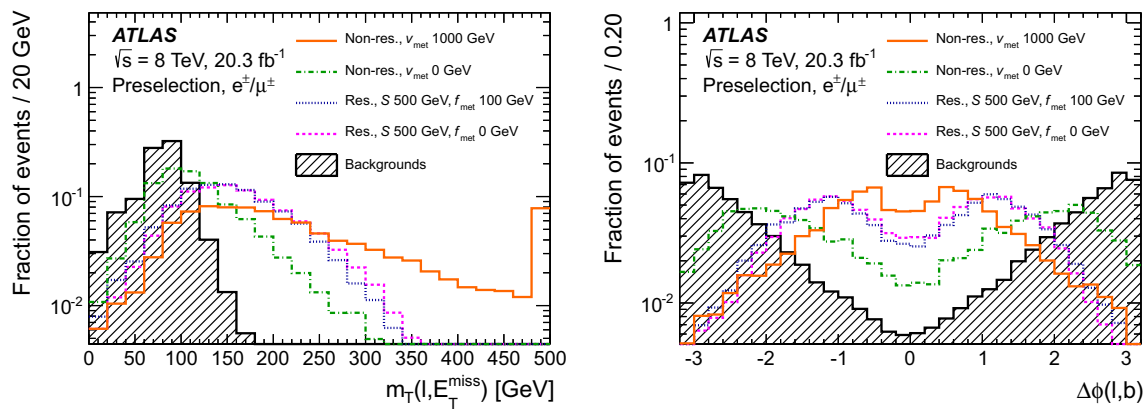 ATLAS
√s = 8 TeV, 20.3 fb⁻¹
Preselection, e±/μ±
Non-res., v_met 1000 GeV
Non-res., v_met 0 GeV
Res., S 500 GeV, f_met 100 GeV
Res., S 500 GeV, f_met 0 GeV
Backgrounds
Fraction of events / 20 GeV
1
10⁻¹
10⁻²
0 50 100 150 200 250 300 350 400 450 500
m_T(l,E_T^miss) [GeV]
ATLAS
√s = 8 TeV, 20.3 fb⁻¹
Preselection, e±/μ±
Non-res., v_met 1000 GeV
Non-res., v_met 0 GeV
Res., S 500 GeV, f_met 100 GeV
Res., S 500 GeV, f_met 0 GeV
Backgrounds
Fraction of events / 0.20
1
10⁻¹
10⁻²
-3 -2 -1 0 1 2 3
Δϕ(l,b)